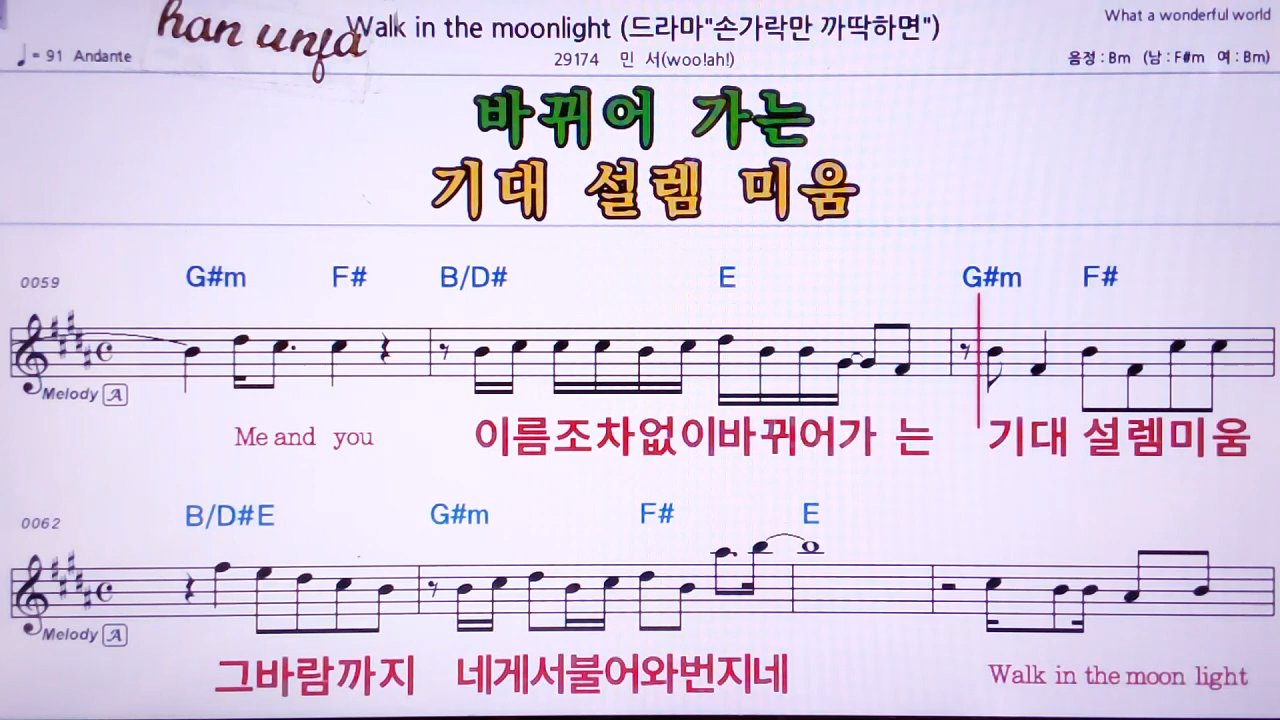 han unja
Walk in the moonlight (드라마"손가락만 까딱하면")
What a wonderful world
♩= 91 Andante
29174 민 서(woo!ah!)
음정 : Bm (남 : F#m 여 : Bm)
바뀌어 가는
기대 설렘 미움
0059 G#m F# B/D# E G#m F#
Melody A
Me and you 이름조차없이바뀌어가 는 기대 설렘미움
0062 B/D# E G#m F# E
Melody A
그바람까지 네게서불어와번지네 Walk in the moon light